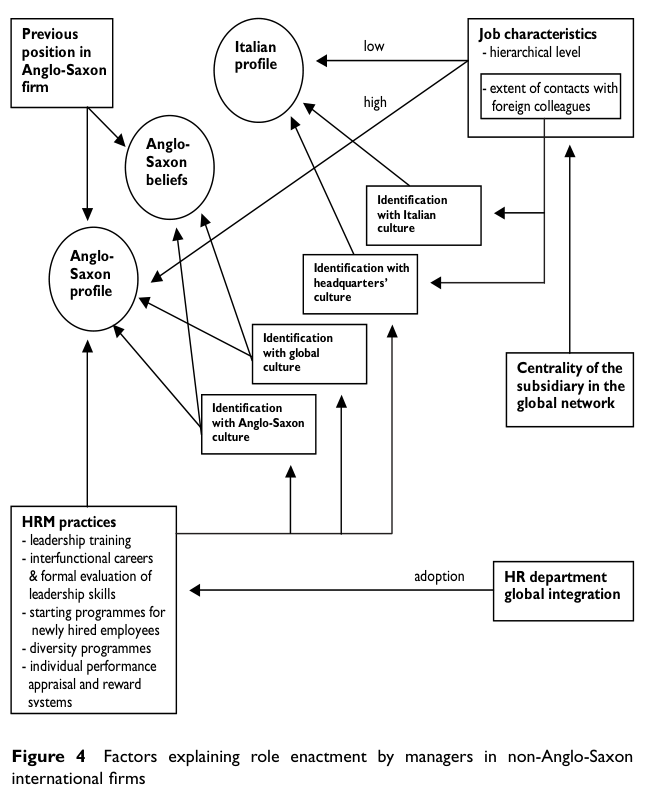 Previous
position in
Anglo-Saxon
firm
Italian
profile
low
high
Job characteristics
- hierarchical level
- extent of contacts with
foreign colleagues
Anglo-
Saxon
beliefs
Identification
with Italian
culture
Anglo-
Saxon
profile
Identification with
headquarters'
culture
Identification
with global
culture
Centrality of the
subsidiary in the
global network
Identification
with Anglo-Saxon
culture
HRM practices
- leadership training
- interfunctional careers
& formal evaluation of
leadership skills
- starting programmes for
newly hired employees
- diversity programmes
- individual performance
appraisal and reward
systems
adoption
HR department
global integration
Figure 4 Factors explaining role enactment by managers in non-Anglo-Saxon
international firms